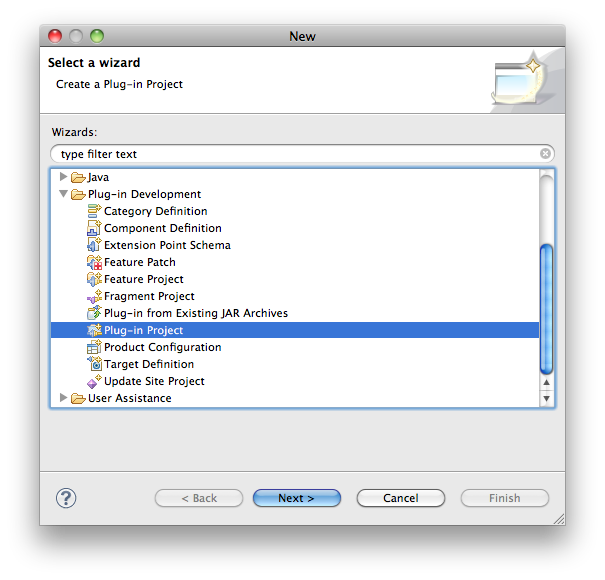 New
Select a wizard
Create a Plug-in Project
Wizards:
type filter text
Java
Plug-in Development
Category Definition
Component Definition
Extension Point Schema
Feature Patch
Feature Project
Fragment Project
Plug-in from Existing JAR Archives
Plug-in Project
Product Configuration
Target Definition
Update Site Project
User Assistance
? < Back Next > Cancel Finish